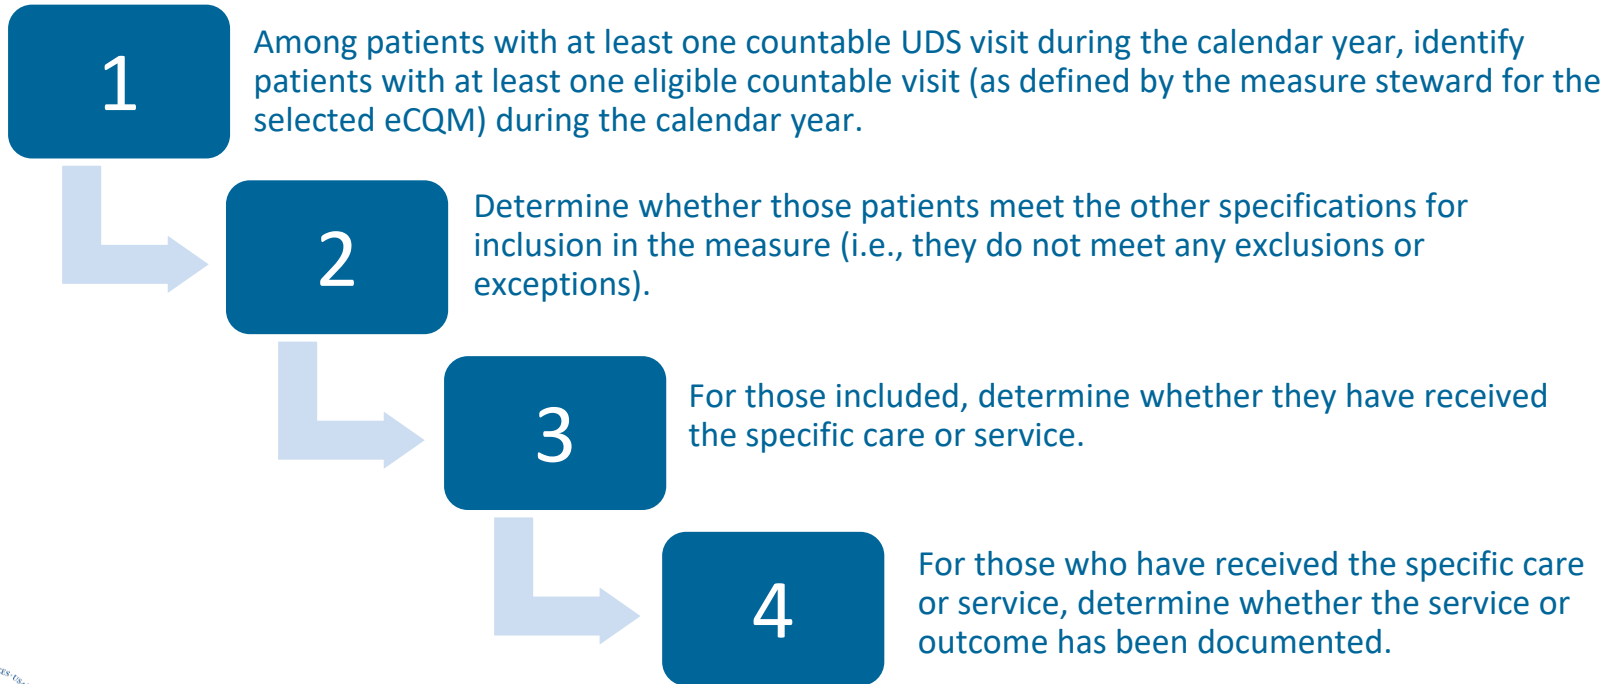 1
Among patients with at least one countable UDS visit during the calendar year, identify
patients with at least one eligible countable visit (as defined by the measure steward for the
selected eCQM) during the calendar year.
2
Determine whether those patients meet the other specifications for
inclusion in the measure (i.e., they do not meet any exclusions or
exceptions).
3
For those included, determine whether they have received
the specific care or service.
4
For those who have received the specific care
or service, determine whether the service or
outcome has been documented.